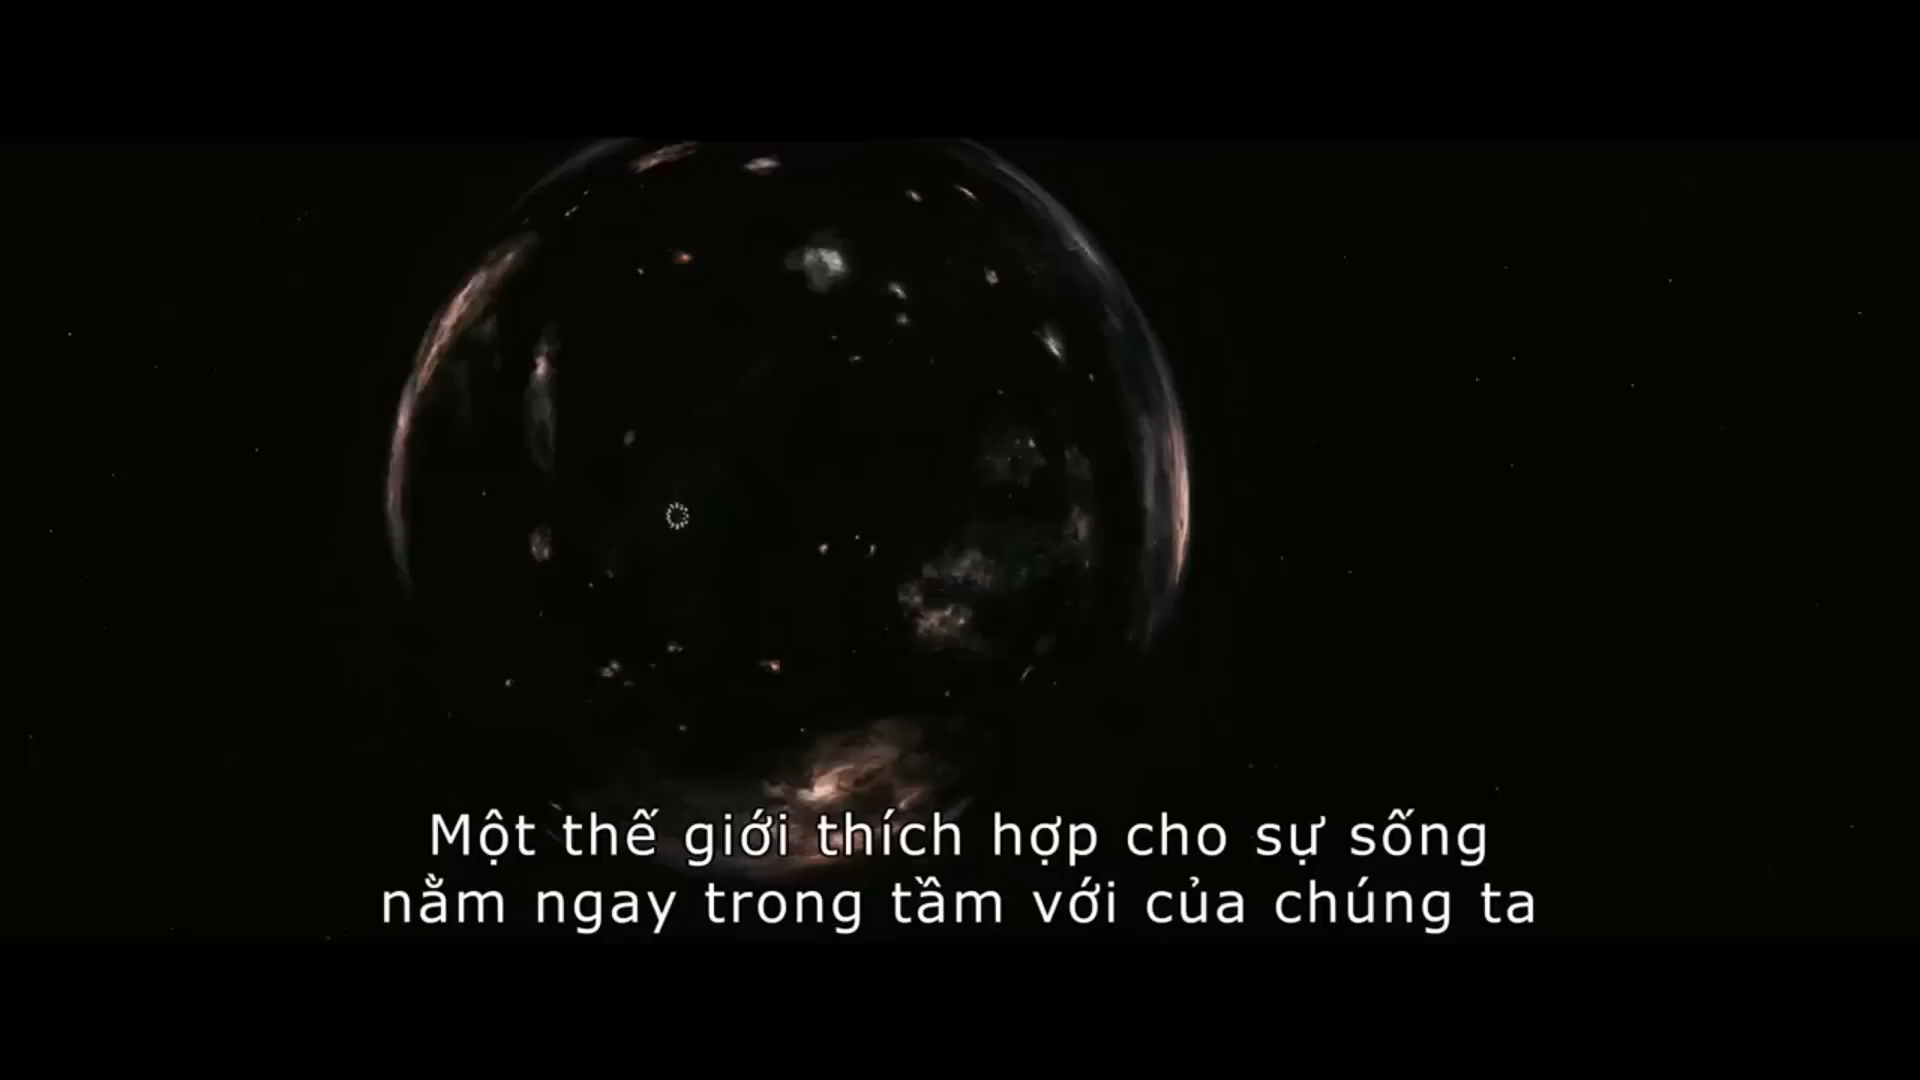 Một thế giới thích hợp cho sự sống
nằm ngay trong tầm với của chúng ta